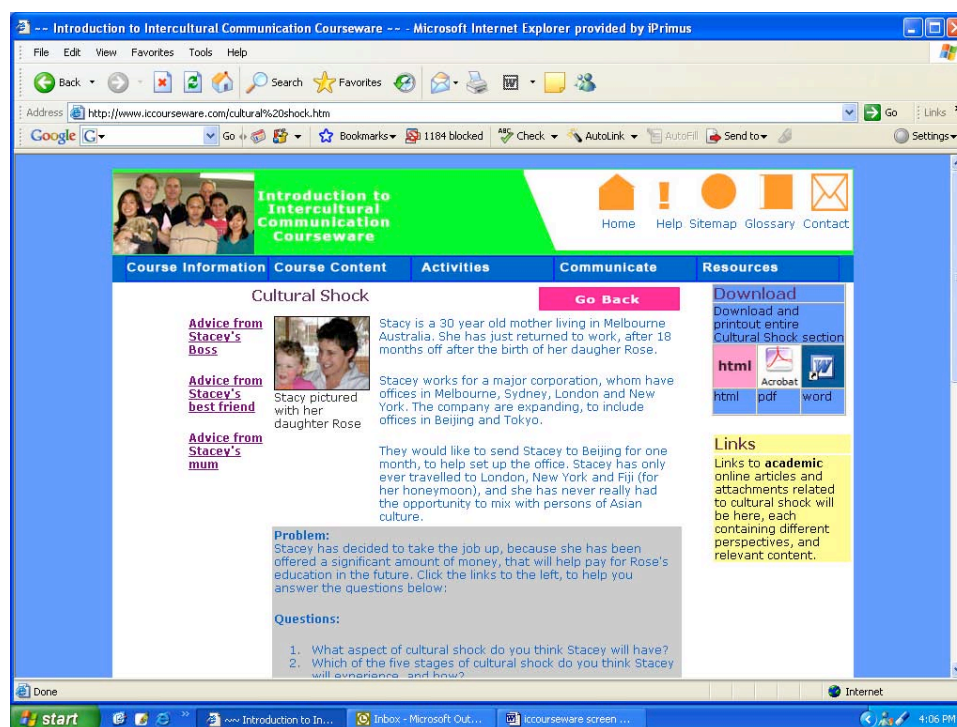 ~~ Introduction to Intercultural Communication Courseware ~~ - Microsoft Internet Explorer provided by iPrimus
File Edit View Favorites Tools Help
Back Search Favorites
Address http://www.iccourseware.com/cultural%20shock.htm Go Links
Google G Go Bookmarks 1184 blocked ABC Check AutoLink AutoFill Send to Settings
Introduction to
Intercultural
Communication
Courseware
Home Help Sitemap Glossary Contact
Course Information Course Content Activities Communicate Resources
Cultural Shock
Go Back
Advice from
Stacey's
Boss
Advice from
Stacey's
best friend
Advice from
Stacey's
mum
Stacy pictured
with her
daughter Rose
Stacy is a 30 year old mother living in Melbourne
Australia. She has just returned to work, after 18
months off after the birth of her daugher Rose.
Stacey works for a major corporation, whom have
offices in Melbourne, Sydney, London and New
York. The company are expanding, to include
offices in Beijing and Tokyo.
They would like to send Stacey to Beijing for one
month, to help set up the office. Stacey has only
ever travelled to London, New York and Fiji (for
her honeymoon), and she has never really had
the opportunity to mix with persons of Asian
culture.
Problem:
Stacey has decided to take the job up, because she has been
offered a significant amount of money, that will help pay for Rose's
education in the future. Click the links to the left, to help you
answer the questions below:
Questions:
1. What aspect of cultural shock do you think Stacey will have?
2. Which of the five stages of cultural shock do you think Stacey
will experience, and how?
Download
Download and
printout entire
Cultural Shock section
html Acrobat W
html pdf word
Links
Links to academic
online articles and
attachments related
to cultural shock will
be here, each
containing different
perspectives, and
relevant content.
Done Internet
start Introduction to In... Inbox - Microsoft Out... iccourseware screen ... 4:06 PM